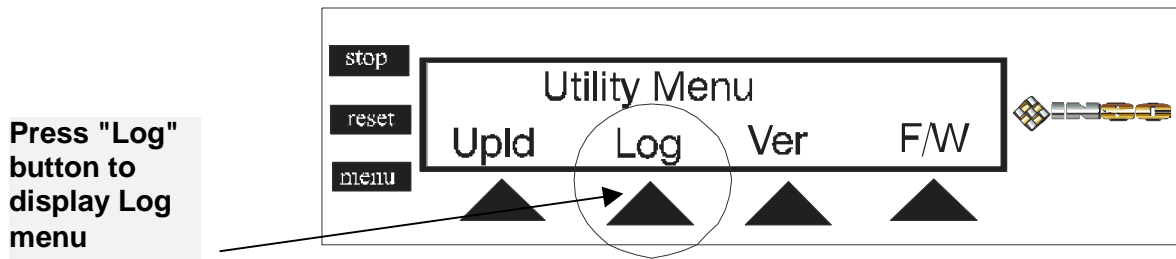 Press "Log"
button to
display Log
menu
stop
reset
menu
Utility Menu
Upld Log Ver F/W